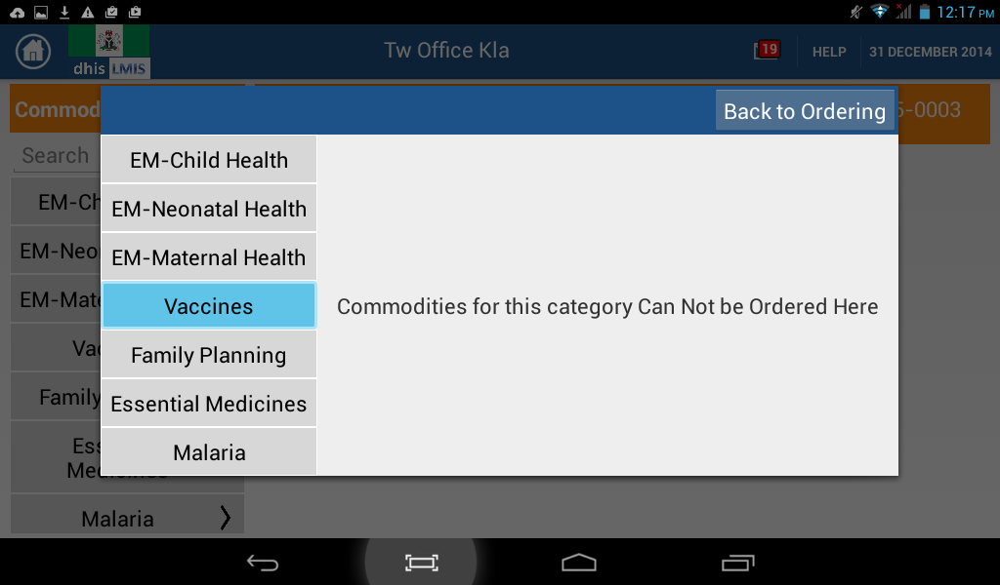 12:17 PM
dhis LMIS
Tw Office Kla
19
HELP
31 DECEMBER 2014
Commod
5-0003
Back to Ordering
Search
EM-Ch
EM-Neo
EM-Mate
Vac
Family
Ess
Medicines
Malaria
EM-Child Health
EM-Neonatal Health
EM-Maternal Health
Vaccines
Family Planning
Essential Medicines
Malaria
Commodities for this category Can Not be Ordered Here